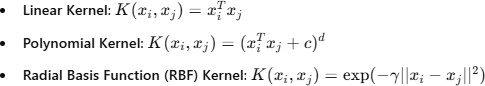 • Linear Kernel: $K(x_i, x_j) = x_i^T x_j$
• Polynomial Kernel: $K(x_i, x_j) = (x_i^T x_j + c)^d$
• Radial Basis Function (RBF) Kernel: $K(x_i, x_j) = \exp(-\gamma ||x_i - x_j||^2)$